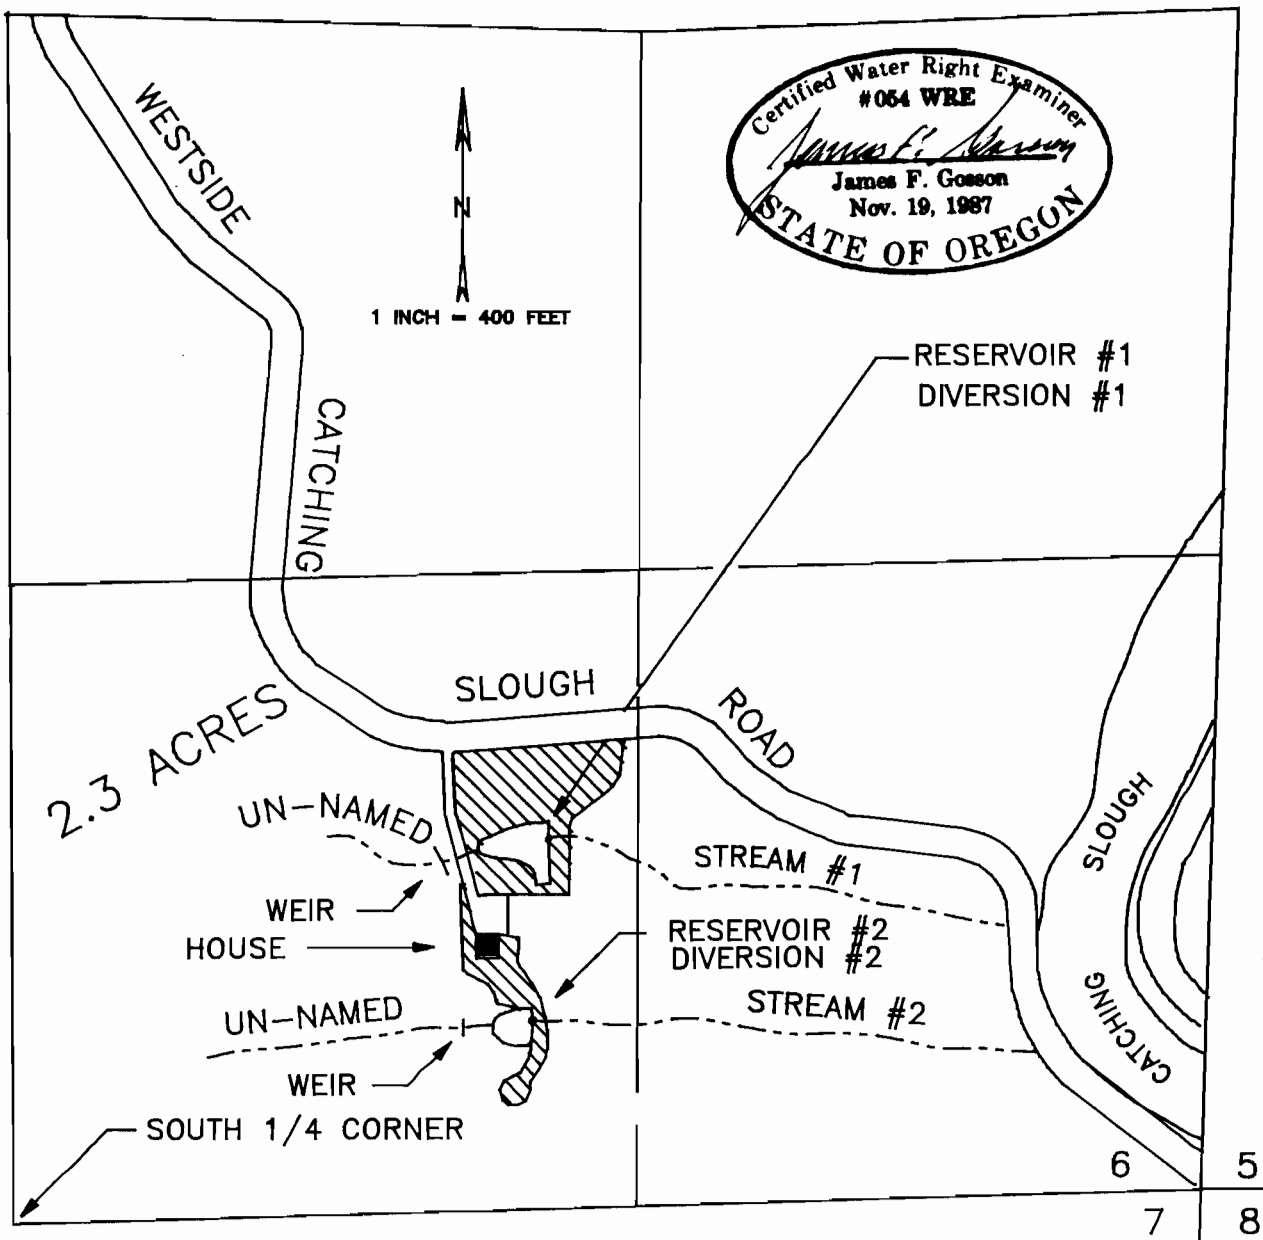 Certified Water Right Examiner
#054 WRE
James F. Gosson
James F. Gosson
Nov. 19, 1987
STATE OF OREGON
N
1 INCH = 400 FEET
WESTSIDE
CATCHING
SLOUGH
ROAD
RESERVOIR #1
DIVERSION #1
2.3 ACRES
UN-NAMED
STREAM #1
WEIR
HOUSE
RESERVOIR #2
DIVERSION #2
UN-NAMED
STREAM #2
WEIR
SOUTH 1/4 CORNER
SLOUGH
CATCHING
6
5
7
8